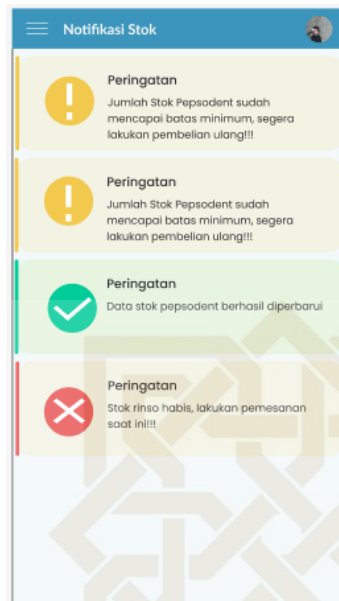 Notifikasi Stok
Peringatan
Jumlah Stok Pepsodent sudah
mencapai batas minimum, segera
lakukan pembelian ulang!!!
Peringatan
Jumlah Stok Pepsodent sudah
mencapai batas minimum, segera
lakukan pembelian ulang!!!
Peringatan
Data stok pepsodent berhasil diperbarui
Peringatan
Stok rinso habis, lakukan pemesanan
saat ini!!!